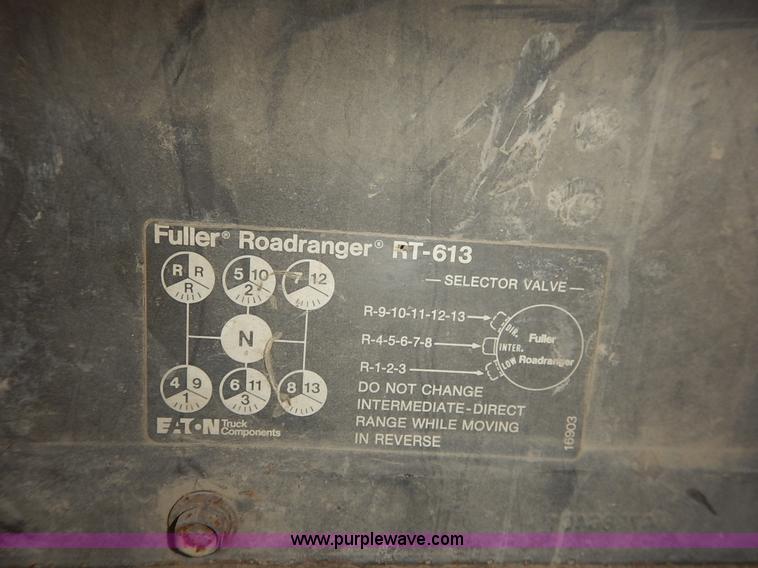 Fuller® Roadranger® RT-613
— SELECTOR VALVE —
R R R
5 10 2
7 12
N
4 9 1
6 11 3
8 13
R-9-10-11-12-13
R-4-5-6-7-8
R-1-2-3
DIR.
INTER.
LOW
Fuller
Roadranger
DO NOT CHANGE
INTERMEDIATE-DIRECT
RANGE WHILE MOVING
IN REVERSE
EATON Truck
Components
16903
www.purplewave.com